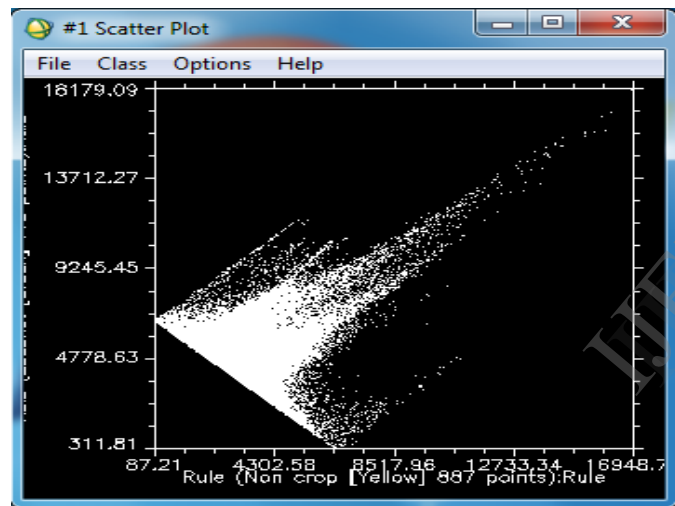 #1 Scatter Plot
File Class Options Help
18179.09
13712.27
9245.45
4778.63
311.81
87.21 4302.58 8517.96 12733.34 16948.7
Rule (Non crop [Yellow] 887 points):Rule